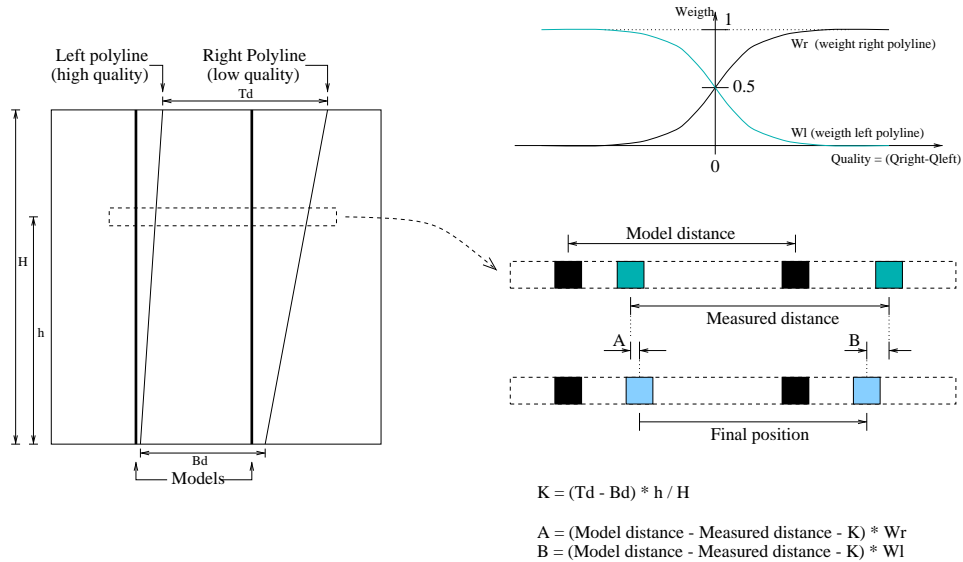 Left polyline
(high quality)
Right Polyline
(low quality)
Td
H
h
Bd
Models
Weigth
1
Wr (weight right polyline)
0.5
Wl (weigth left polyline)
0
Quality = (Qright-Qleft)
Model distance
Measured distance
A
B
Final position
K = (Td - Bd) * h / H
A = (Model distance - Measured distance - K) * Wr
B = (Model distance - Measured distance - K) * Wl